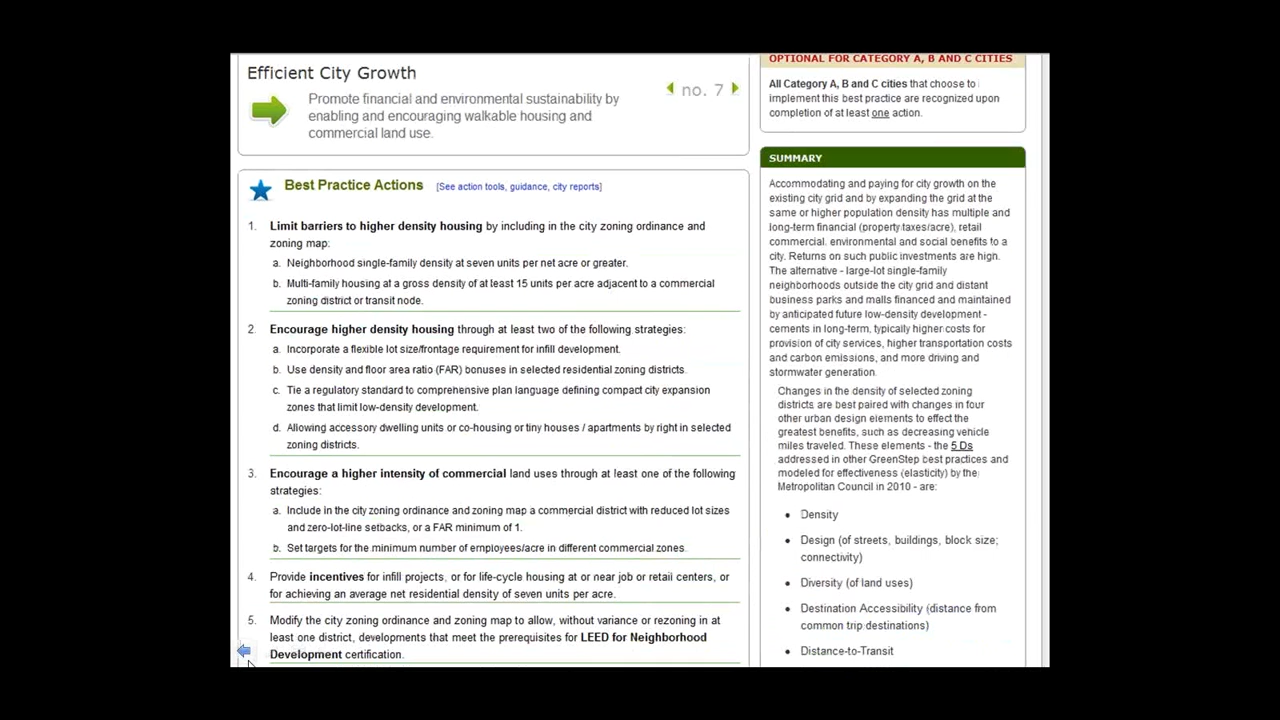 Efficient City Growth
Promote financial and environmental sustainability by
enabling and encouraging walkable housing and
commercial land use.
no. 7
Best Practice Actions [See action tools, guidance, city reports]
1. Limit barriers to higher density housing by including in the city zoning ordinance and
zoning map:
a. Neighborhood single-family density at seven units per net acre or greater.
b. Multi-family housing at a gross density of at least 15 units per acre adjacent to a commercial
zoning district or transit node.
2. Encourage higher density housing through at least two of the following strategies:
a. Incorporate a flexible lot size/frontage requirement for infill development.
b. Use density and floor area ratio (FAR) bonuses in selected residential zoning districts.
c. Tie a regulatory standard to comprehensive plan language defining compact city expansion
zones that limit low-density development.
d. Allowing accessory dwelling units or co-housing or tiny houses / apartments by right in selected
zoning districts.
3. Encourage a higher intensity of commercial land uses through at least one of the following
strategies:
a. Include in the city zoning ordinance and zoning map a commercial district with reduced lot sizes
and zero-lot-line setbacks, or a FAR minimum of 1.
b. Set targets for the minimum number of employees/acre in different commercial zones.
4. Provide incentives for infill projects, or for life-cycle housing at or near job or retail centers, or
for achieving an average net residential density of seven units per acre.
5. Modify the city zoning ordinance and zoning map to allow, without variance or rezoning in at
least one district, developments that meet the prerequisites for LEED for Neighborhood
Development certification.
OPTIONAL FOR CATEGORY A, B AND C CITIES
All Category A, B and C cities that choose to
implement this best practice are recognized upon
completion of at least one action.
SUMMARY
Accommodating and paying for city growth on the
existing city grid and by expanding the grid at the
same or higher population density has multiple and
long-term financial (property taxes/acre), retail
commercial. environmental and social benefits to a
city. Returns on such public investments are high.
The alternative - large-lot single-family
neighborhoods outside the city grid and distant
business parks and malls financed and maintained
by anticipated future low-density development -
cements in long-term, typically higher costs for
provision of city services, higher transportation costs
and carbon emissions, and more driving and
stormwater generation.
Changes in the density of selected zoning
districts are best paired with changes in four
other urban design elements to effect the
greatest benefits, such as decreasing vehicle
miles traveled. These elements - the 5 Ds
addressed in other GreenStep best practices and
modeled for effectiveness (elasticity) by the
Metropolitan Council in 2010 - are:
• Density
• Design (of streets, buildings, block size;
connectivity)
• Diversity (of land uses)
• Destination Accessibility (distance from
common trip destinations)
• Distance-to-Transit